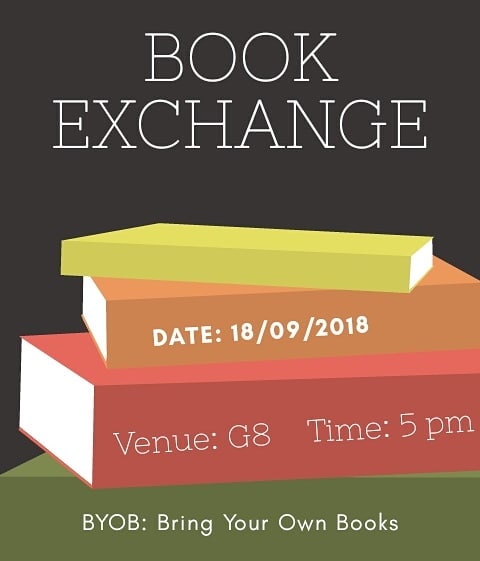 BOOK
EXCHANGE
DATE: 18/09/2018
Venue: G8 Time: 5 pm
BYOB: Bring Your Own Books